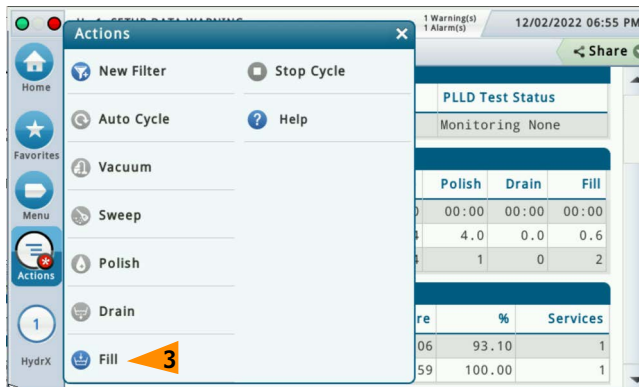 1 Warning(s)
1 Alarm(s)
12/02/2022 06:55 PM
Actions
Share
Home
Favorites
Menu
Actions
1
HydrX
New Filter
Stop Cycle
Auto Cycle
Help
Vacuum
Sweep
Polish
Drain
Fill
3
PLLD Test Status
Monitoring None
Polish Drain Fill
00:00 00:00 00:00
4.0 0.0 0.6
1 0 2
% Services
93.10 1
100.00 1